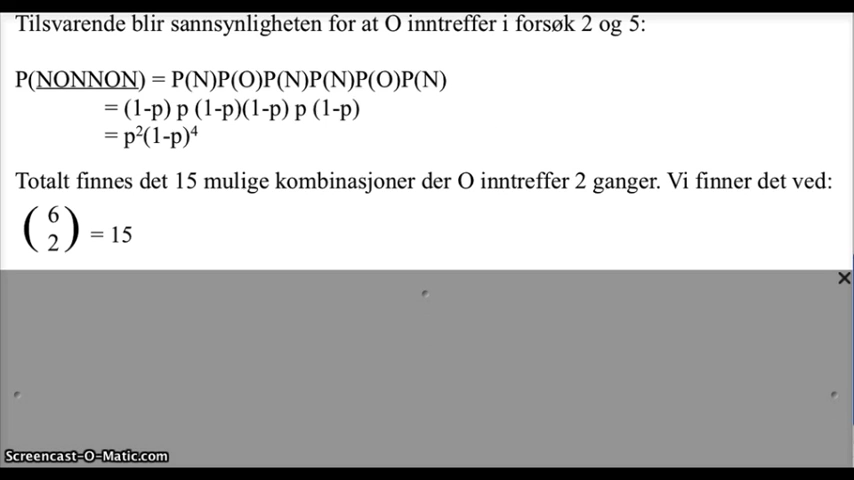 Tilsvarende blir sannsynligheten for at O inntreffer i forsøk 2 og 5:
P(NONNON) = P(N)P(O)P(N)P(N)P(O)P(N)
= (1-p) p (1-p)(1-p) p (1-p)
= p²(1-p)⁴
Totalt finnes det 15 mulige kombinasjoner der O inntreffer 2 ganger. Vi finner det ved:
(6
2) = 15
Screencast-O-Matic.com